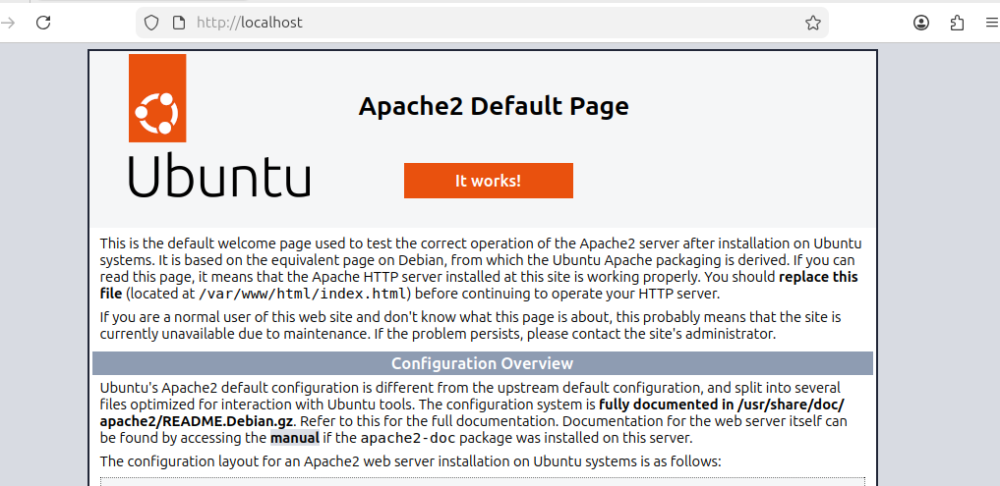 http://localhost
Apache2 Default Page
Ubuntu
It works!
This is the default welcome page used to test the correct operation of the Apache2 server after installation on Ubuntu
systems. It is based on the equivalent page on Debian, from which the Ubuntu Apache packaging is derived. If you can
read this page, it means that the Apache HTTP server installed at this site is working properly. You should replace this
file (located at /var/www/html/index.html) before continuing to operate your HTTP server.
If you are a normal user of this web site and don't know what this page is about, this probably means that the site is
currently unavailable due to maintenance. If the problem persists, please contact the site's administrator.
Configuration Overview
Ubuntu's Apache2 default configuration is different from the upstream default configuration, and split into several
files optimized for interaction with Ubuntu tools. The configuration system is fully documented in /usr/share/doc/
apache2/README.Debian.gz. Refer to this for the full documentation. Documentation for the web server itself can
be found by accessing the manual if the apache2-doc package was installed on this server.
The configuration layout for an Apache2 web server installation on Ubuntu systems is as follows: